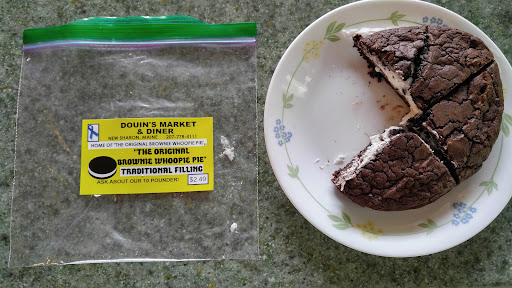 DOUIN'S MARKET
& DINER
NEW SHARON, MAINE 207-778-4111
HOME OF "THE ORIGINAL BROWNIE WHOOPIE PIE",
"THE ORIGINAL
BROWNIE WHOOPIE PIE"
TRADITIONAL FILLING
ASK ABOUT OUR 10 POUNDER!
$2.49